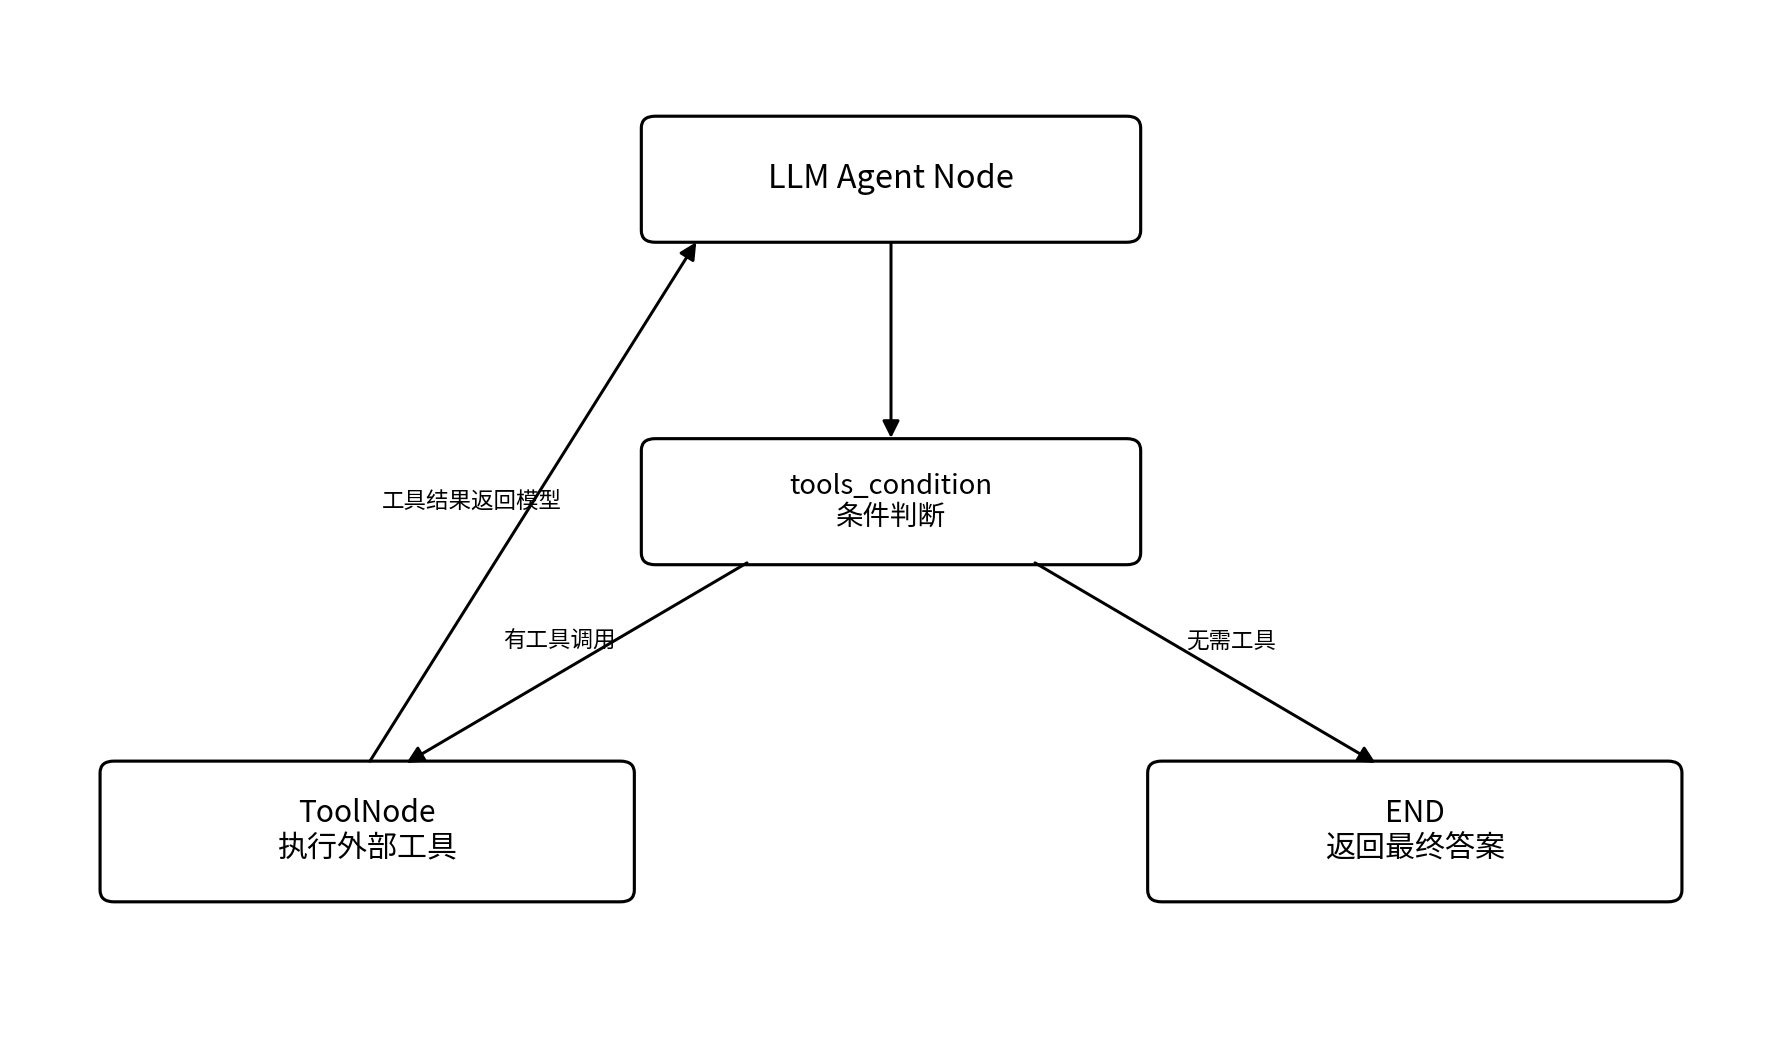 LLM Agent Node
tools_condition
条件判断
工具结果返回模型
有工具调用
无需工具
ToolNode
执行外部工具
END
返回最终答案